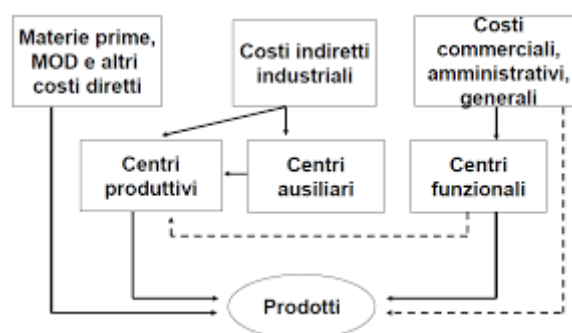 Materie prime,
MOD e altri
costi diretti
Costi indiretti
industriali
Costi
commerciali,
amministrativi,
generali
Centri
produttivi
Centri
ausiliari
Centri
funzionali
Prodotti